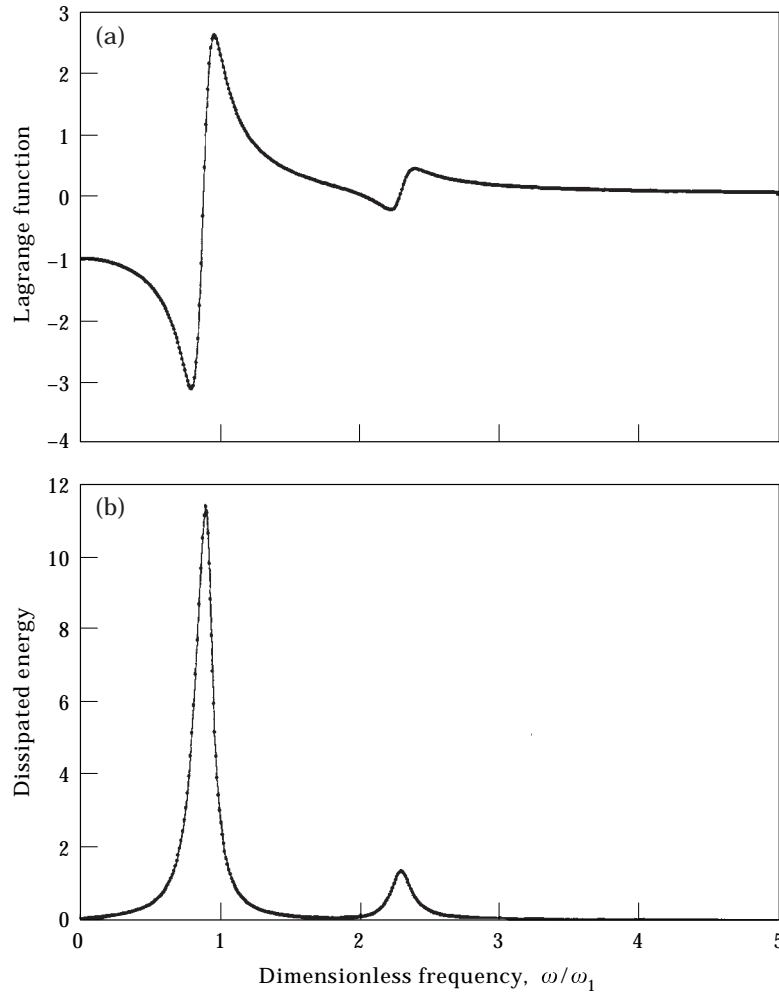 3
(a)
2
1
0
−1
−2
−3
−4
Lagrange function
12
(b)
10
8
6
4
2
0
Dissipated energy
0 1 2 3 4 5
Dimensionless frequency, ω/ω₁